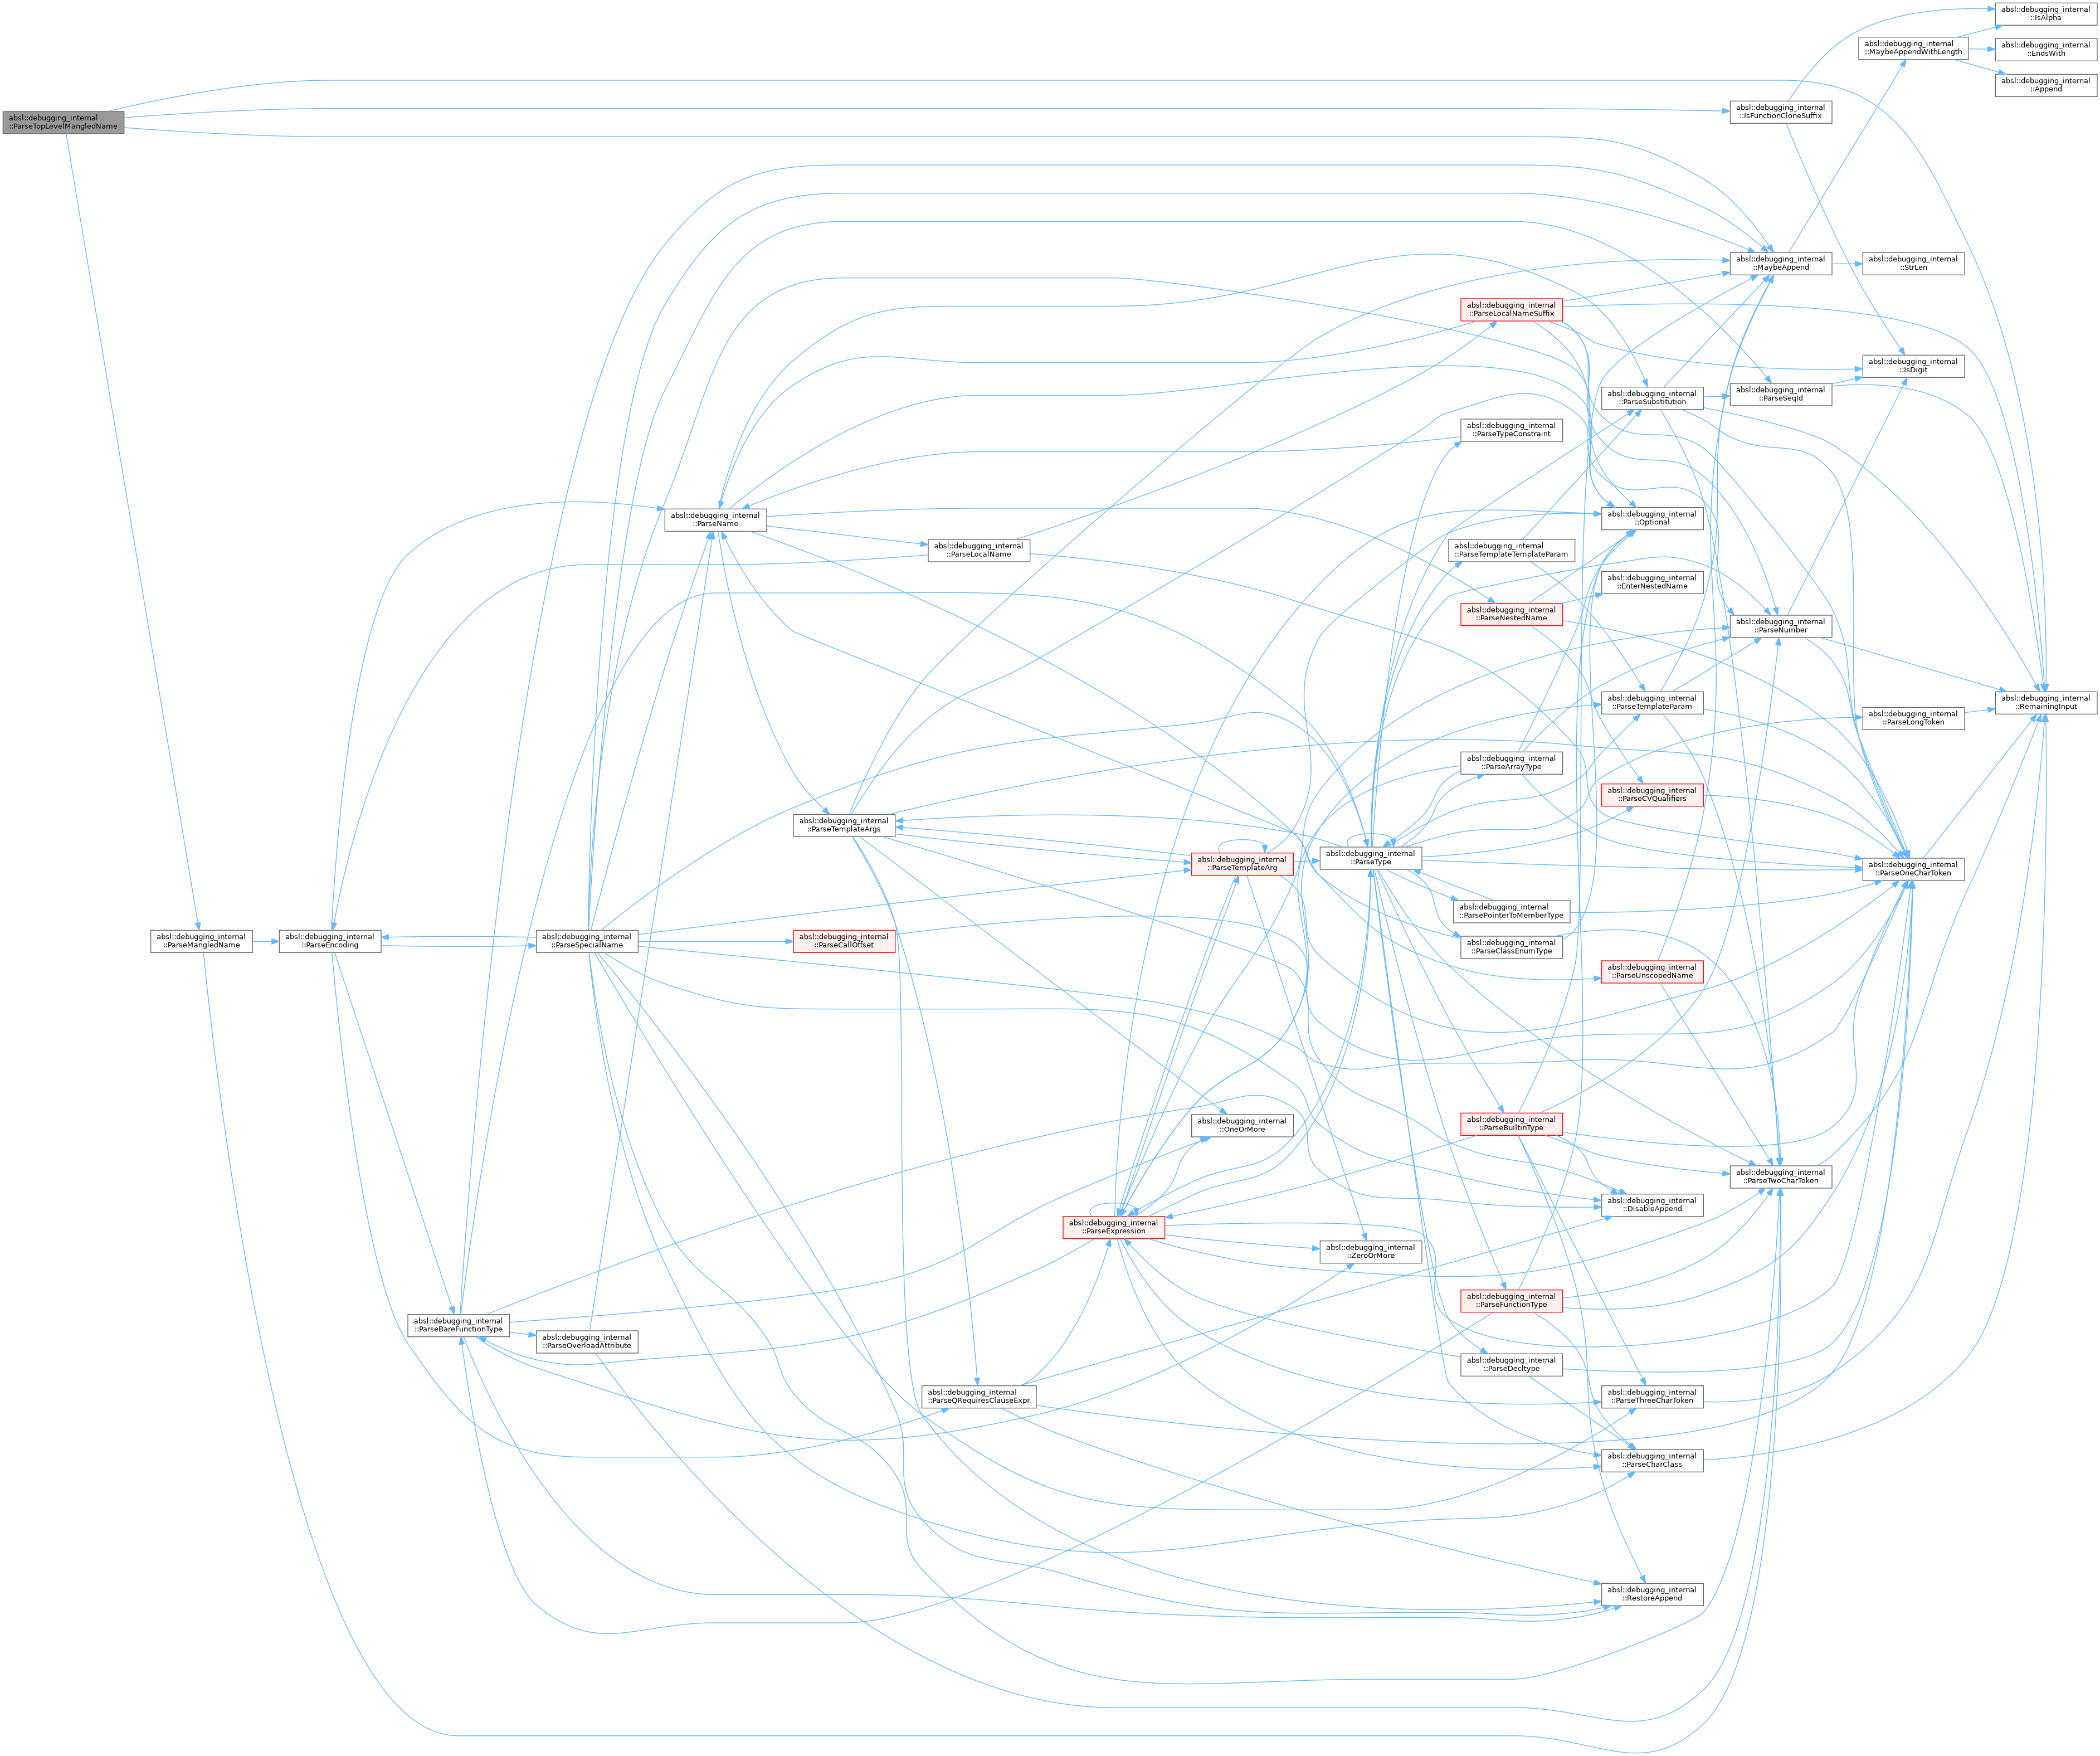 absl::debugging_internal
::ParseTopLevelMangledName
absl::debugging_internal
::ParseMangledName
absl::debugging_internal
::ParseEncoding
absl::debugging_internal
::ParseBareFunctionType
absl::debugging_internal
::ParseSpecialName
absl::debugging_internal
::ParseOverloadAttribute
absl::debugging_internal
::ParseName
absl::debugging_internal
::ParseTemplateArgs
absl::debugging_internal
::ParseCallOffset
absl::debugging_internal
::ParseLocalName
absl::debugging_internal
::ParseQRequiresClauseExpr
absl::debugging_internal
::ParseExpression
absl::debugging_internal
::ParseTemplateArg
absl::debugging_internal
::OneOrMore
absl::debugging_internal
::ParseType
absl::debugging_internal
::ZeroOrMore
absl::debugging_internal
::ParseLocalNameSuffix
absl::debugging_internal
::ParseTypeConstraint
absl::debugging_internal
::ParseTemplateTemplateParam
absl::debugging_internal
::ParseNestedName
absl::debugging_internal
::ParseArrayType
absl::debugging_internal
::ParsePointerToMemberType
absl::debugging_internal
::ParseClassEnumType
absl::debugging_internal
::ParseBuiltinType
absl::debugging_internal
::ParseFunctionType
absl::debugging_internal
::ParseDecltype
absl::debugging_internal
::ParseSubstitution
absl::debugging_internal
::Optional
absl::debugging_internal
::EnterNestedName
absl::debugging_internal
::ParseTemplateParam
absl::debugging_internal
::ParseCVQualifiers
absl::debugging_internal
::ParseUnscopedName
absl::debugging_internal
::DisableAppend
absl::debugging_internal
::ParseThreeCharToken
absl::debugging_internal
::ParseCharClass
absl::debugging_internal
::RestoreAppend
absl::debugging_internal
::IsFunctionCloneSuffix
absl::debugging_internal
::MaybeAppend
absl::debugging_internal
::ParseSeqId
absl::debugging_internal
::ParseNumber
absl::debugging_internal
::ParseTwoCharToken
absl::debugging_internal
::MaybeAppendWithLength
absl::debugging_internal
::StrLen
absl::debugging_internal
::IsDigit
absl::debugging_internal
::ParseLongToken
absl::debugging_internal
::ParseOneCharToken
absl::debugging_internal
::IsAlpha
absl::debugging_internal
::EndsWith
absl::debugging_internal
::Append
absl::debugging_internal
::RemainingInput